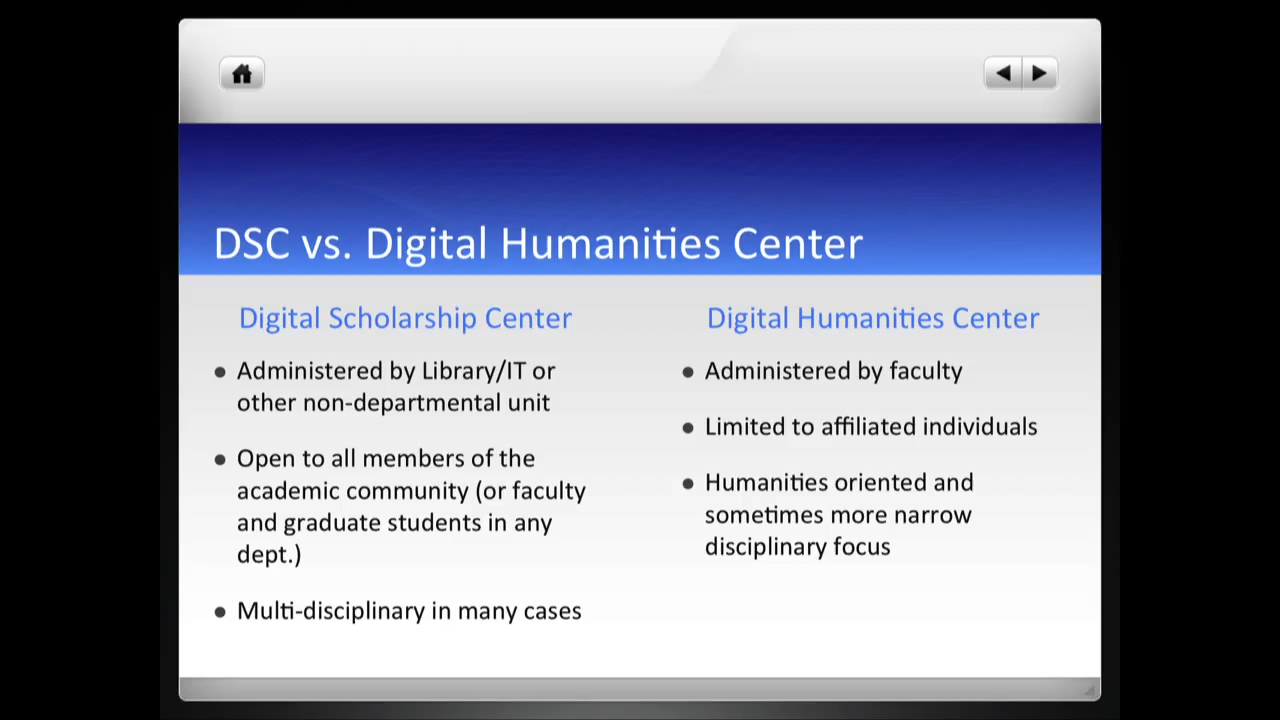 DSC vs. Digital Humanities Center
Digital Scholarship Center
● Administered by Library/IT or
other non-departmental unit
● Open to all members of the
academic community (or faculty
and graduate students in any
dept.)
● Multi-disciplinary in many cases
Digital Humanities Center
● Administered by faculty
● Limited to affiliated individuals
● Humanities oriented and
sometimes more narrow
disciplinary focus